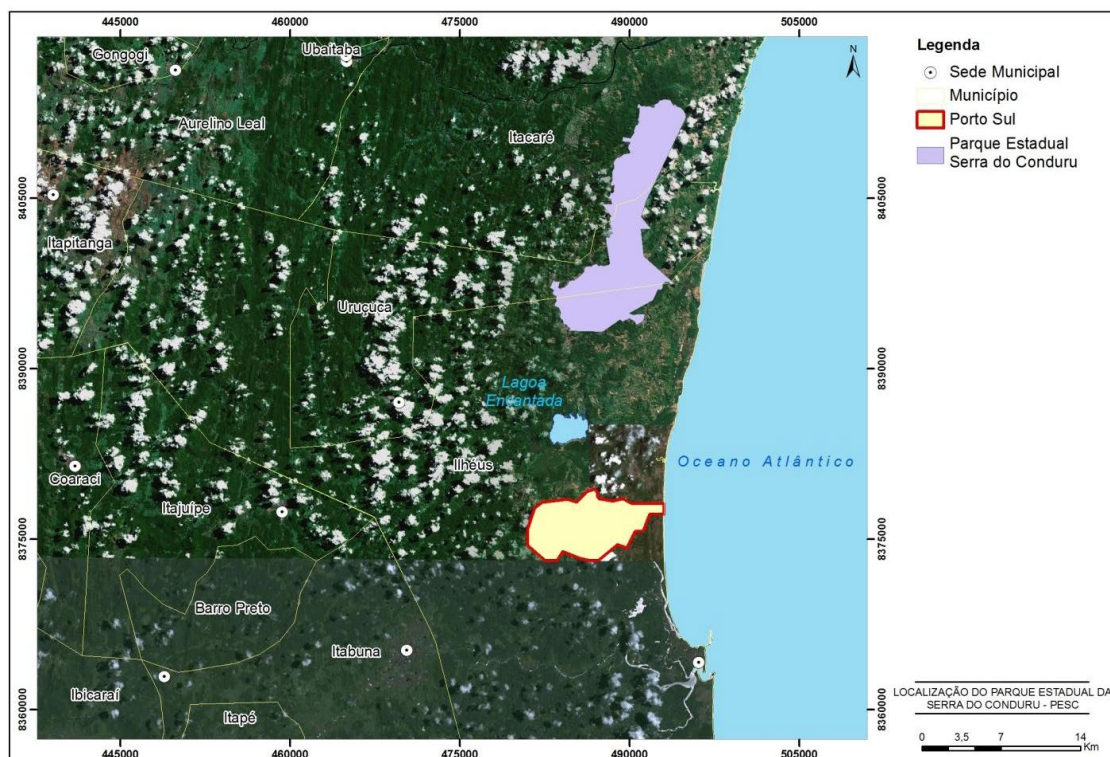 445000 460000 475000 490000 505000
Gongogi
Ubaitaba
Aurelino Leal
Itacaré
N
8405000
8405000
Itapitanga
Uruçuca
8390000
8390000
Lagoa
Encantada
Oceano Atlântico
Ilhéus
Coaraci
Itajuípe
8375000
8375000
Barro Preto
Itabuna
Ibicaraí
Itapé
8360000
8360000
445000 460000 475000 490000 505000
Legenda
Sede Municipal
Município
Porto Sul
Parque Estadual
Serra do Conduru
LOCALIZAÇÃO DO PARQUE ESTADUAL DA
SERRA DO CONDURU - PESC
0 3,5 7 14
Km